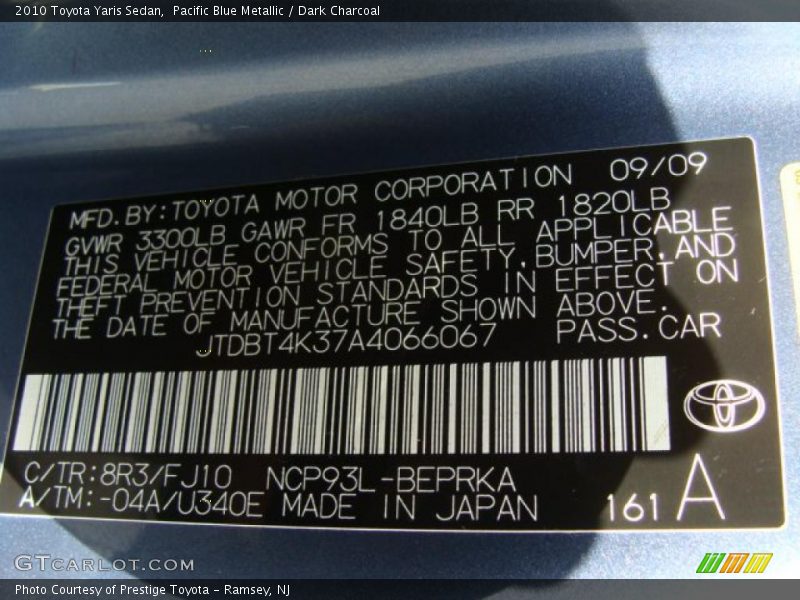 2010 Toyota Yaris Sedan,  Pacific Blue Metallic / Dark Charcoal
MFD.BY:TOYOTA MOTOR CORPORATION 09/09
GVWR 3300LB GAWR FR 1840LB RR 1820LB
THIS VEHICLE CONFORMS TO ALL APPLICABLE
FEDERAL MOTOR VEHICLE SAFETY,BUMPER,AND
THEFT PREVENTION STANDARDS IN EFFECT ON
THE DATE OF MANUFACTURE SHOWN ABOVE.
JTDBT4K37A4066067 PASS.CAR
C/TR:8R3/FJ10 NCP93L-BEPRKA
A/TM:-04A/U340E MADE IN JAPAN 161 A
GTCARLOT.COM
Photo Courtesy of Prestige Toyota - Ramsey, NJ